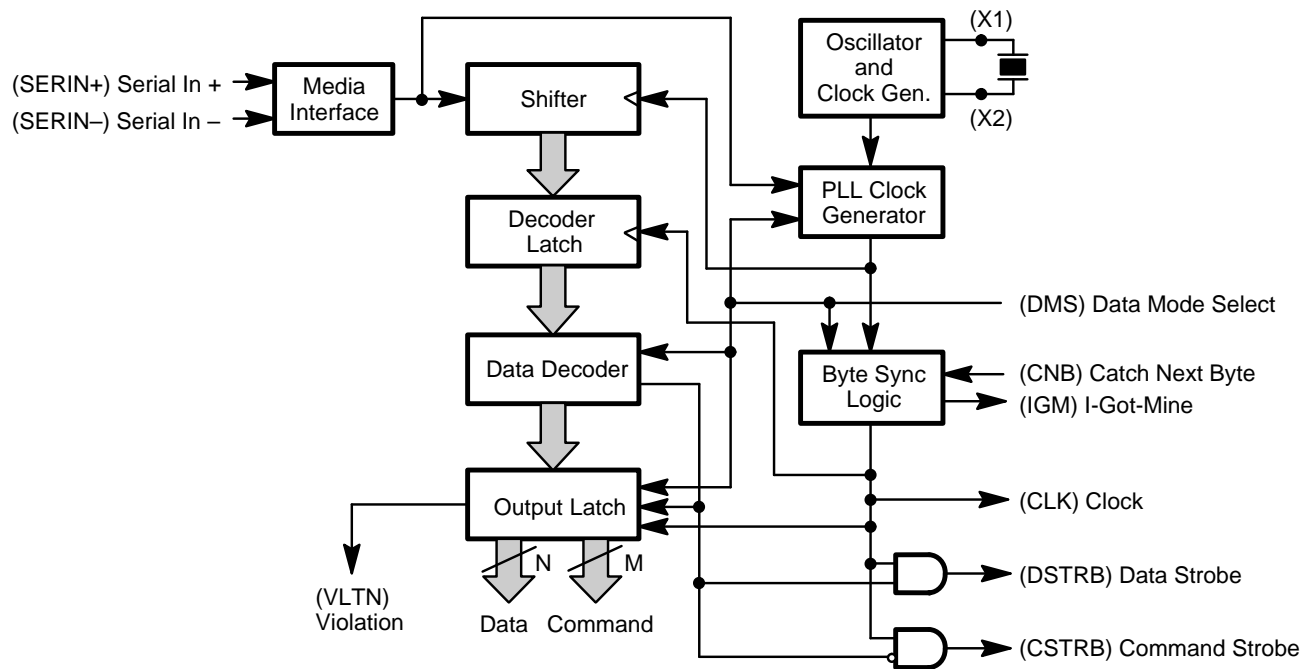 (X1)
Oscillator
and
Clock Gen.
(X2)
(SERIN+) Serial In +
(SERIN–) Serial In –
Media
Interface
Shifter
PLL Clock
Generator
Decoder
Latch
(DMS) Data Mode Select
Data Decoder
Byte Sync
Logic
(CNB) Catch Next Byte
(IGM) I-Got-Mine
Output Latch
(CLK) Clock
N
M
(VLTN)
Violation
Data
Command
(DSTRB) Data Strobe
(CSTRB) Command Strobe